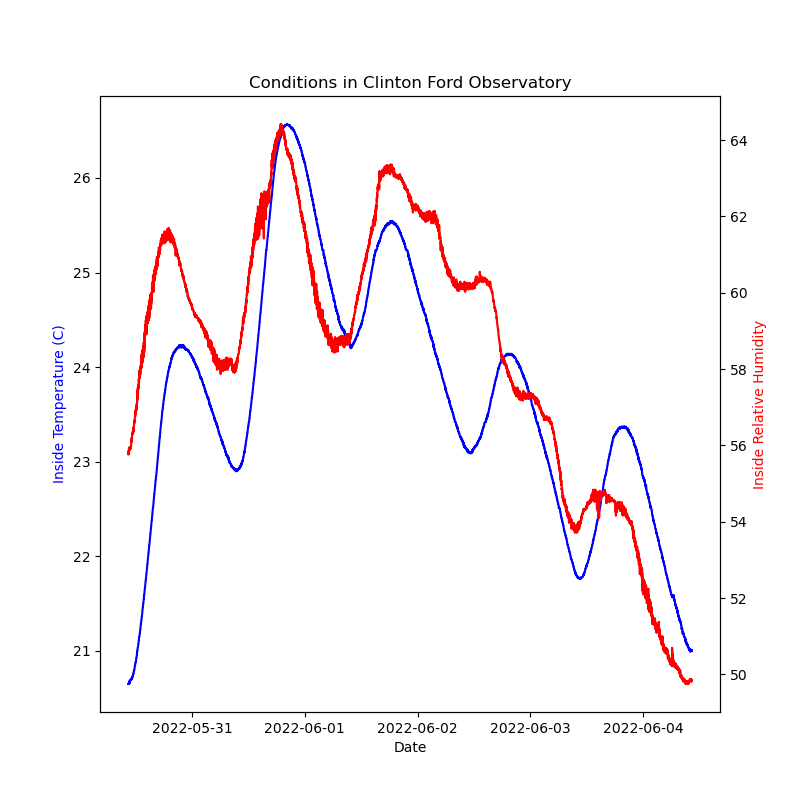 Conditions in Clinton Ford Observatory
Inside Temperature (C)
26
25
24
23
22
21
64
62
60
58
56
54
52
50
Inside Relative Humidity
2022-05-31 2022-06-01 2022-06-02 2022-06-03 2022-06-04
Date